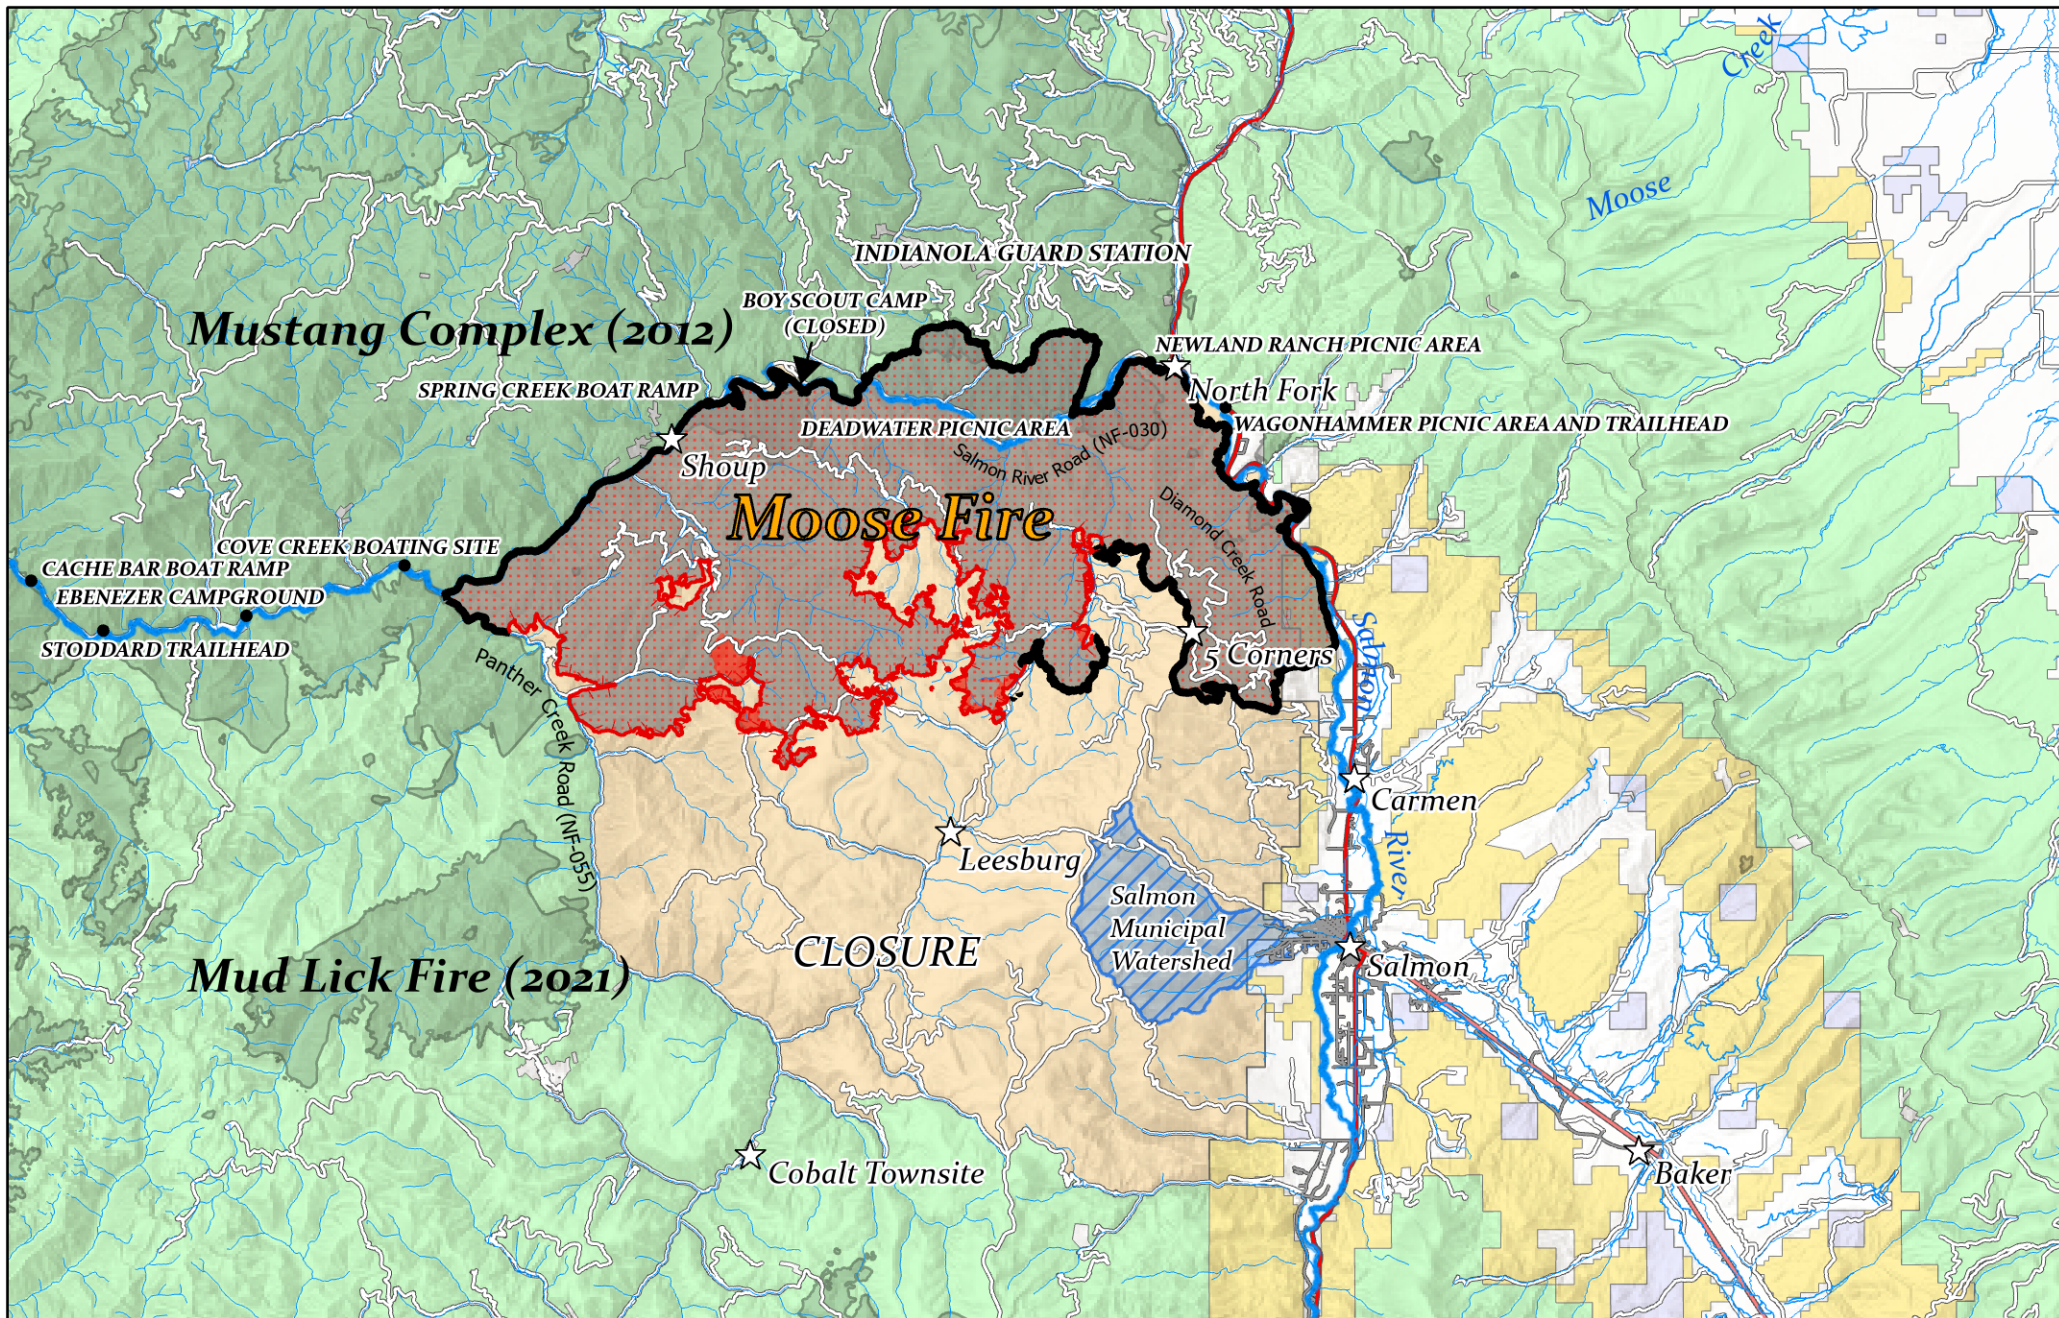 Creek
Moose
INDIANOLA GUARD STATION
BOY SCOUT CAMP
(CLOSED)
Mustang Complex (2012)
NEWLAND RANCH PICNIC AREA
SPRING CREEK BOAT RAMP
North Fork
DEADWATER PICNIC AREA
WAGONHAMMER PICNIC AREA AND TRAILHEAD
Salmon River Road (NF-030)
Shoup
Moose Fire
Diamond Creek Road
COVE CREEK BOATING SITE
CACHE BAR BOAT RAMP
EBENEZER CAMPGROUND
STODDARD TRAILHEAD
5 Corners
Salmon
River
Panther Creek Road (NF-055)
Carmen
Leesburg
Salmon
Municipal
Watershed
CLOSURE
Salmon
Mud Lick Fire (2021)
Cobalt Townsite
Baker